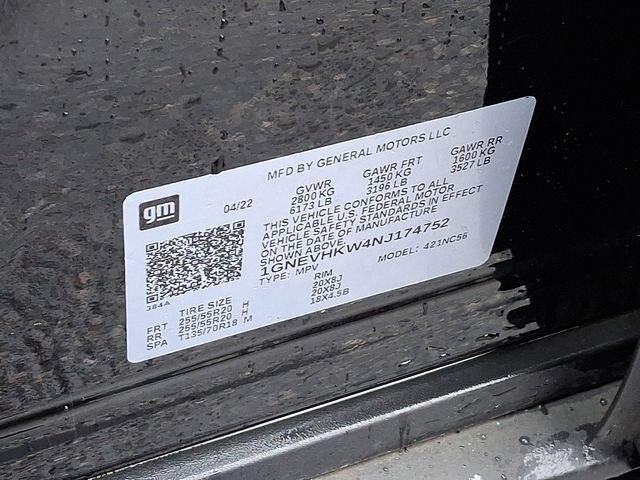 MFD BY GENERAL MOTORS LLC
gm
04/22
GVWR GAWR FRT GAWR RR
2800 KG 1450 KG 1600 KG
6173 LB 3196 LB 3527 LB
THIS VEHICLE CONFORMS TO ALL
APPLICABLE U.S. FEDERAL MOTOR
VEHICLE SAFETY STANDARDS IN EFFECT
ON THE DATE OF MANUFACTURE
SHOWN ABOVE.
1GNEVHKW4NJ174752
TYPE: MPV MODEL: 421NC56
384A
TIRE SIZE RIM
FRT 255/55R20 H 20X8J
RR 255/55R20 H 20X8J
SPA T135/70R18 M 18X4.5B